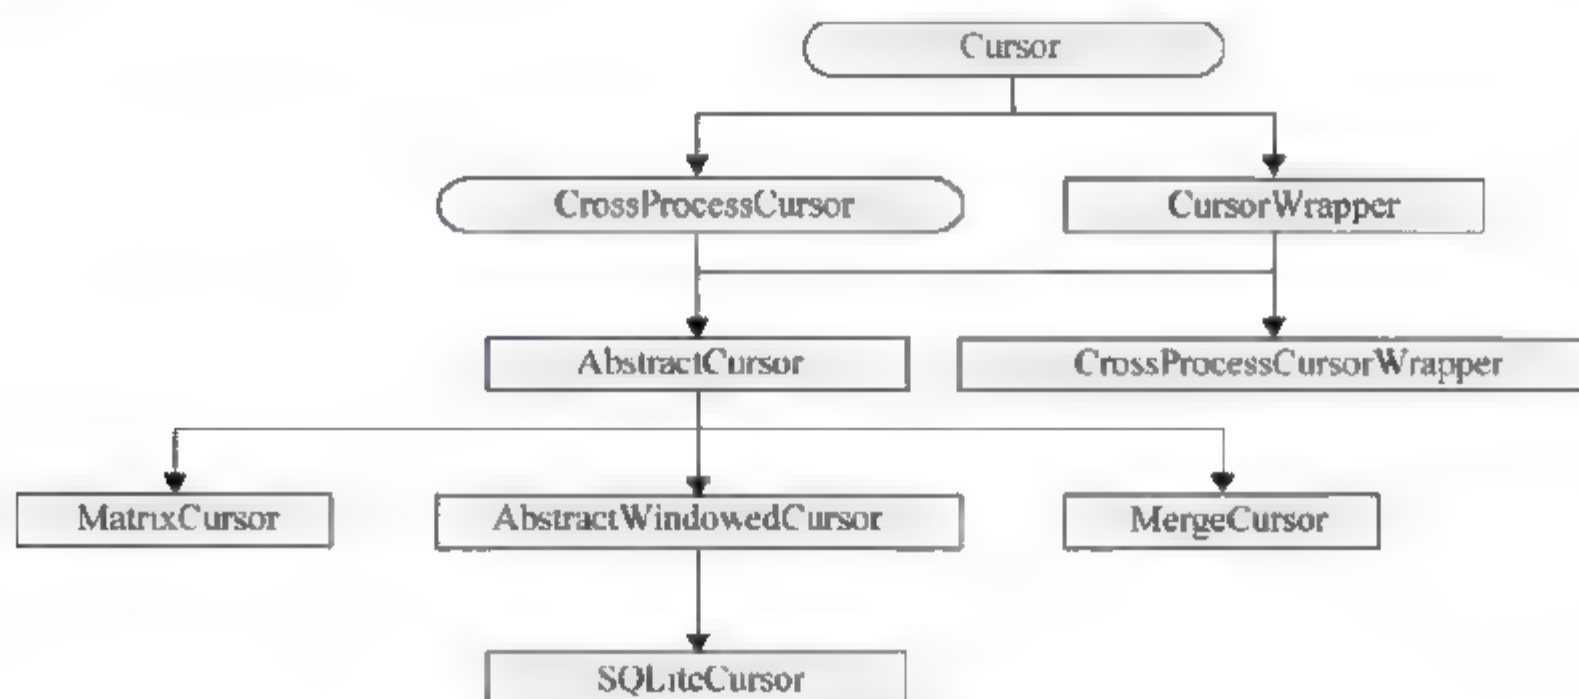 Cursor
CrossProcessCursor
CursorWrapper
AbstractCursor
CrossProcessCursorWrapper
MatrixCursor
AbstractWindowedCursor
MergeCursor
SQLiteCursor